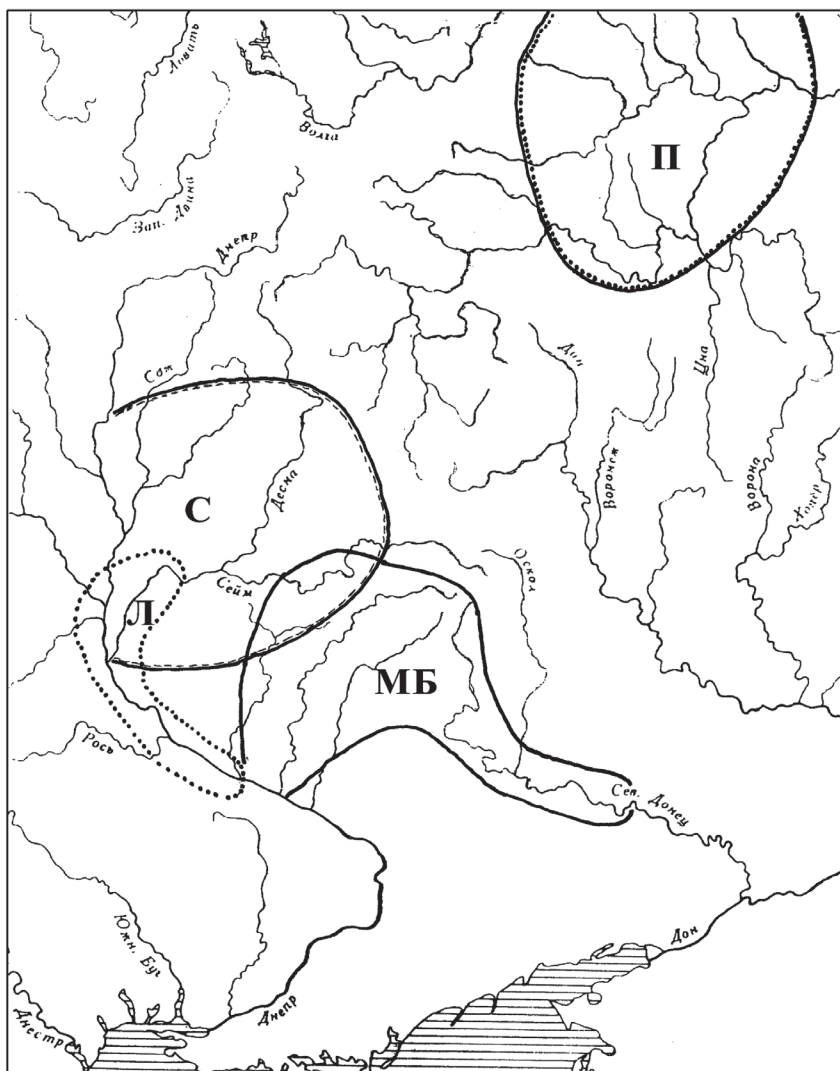 Ловать
Волга
П
Зап. Двина
Днепр
Сож
Дон
Цна
Воронеж
Ворона
Хопёр
Десна
С
Оскол
Сейм
Л
МБ
Рось
Сев. Донец
Южн. Буг
Дон
Днепр
Днестр